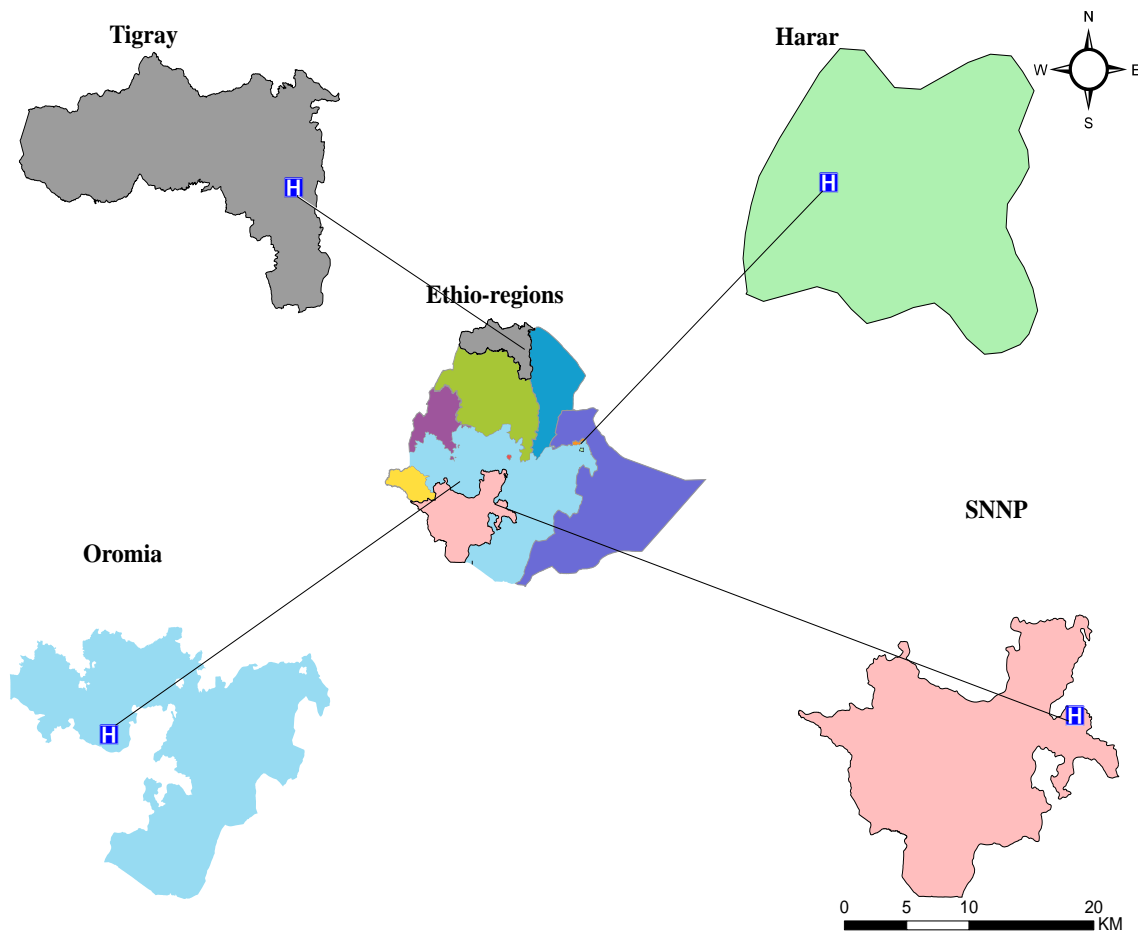 Tigray
Harar
N
W
E
S
H
H
Ethio-regions
SNNP
Oromia
H
H
0 5 10 20
KM